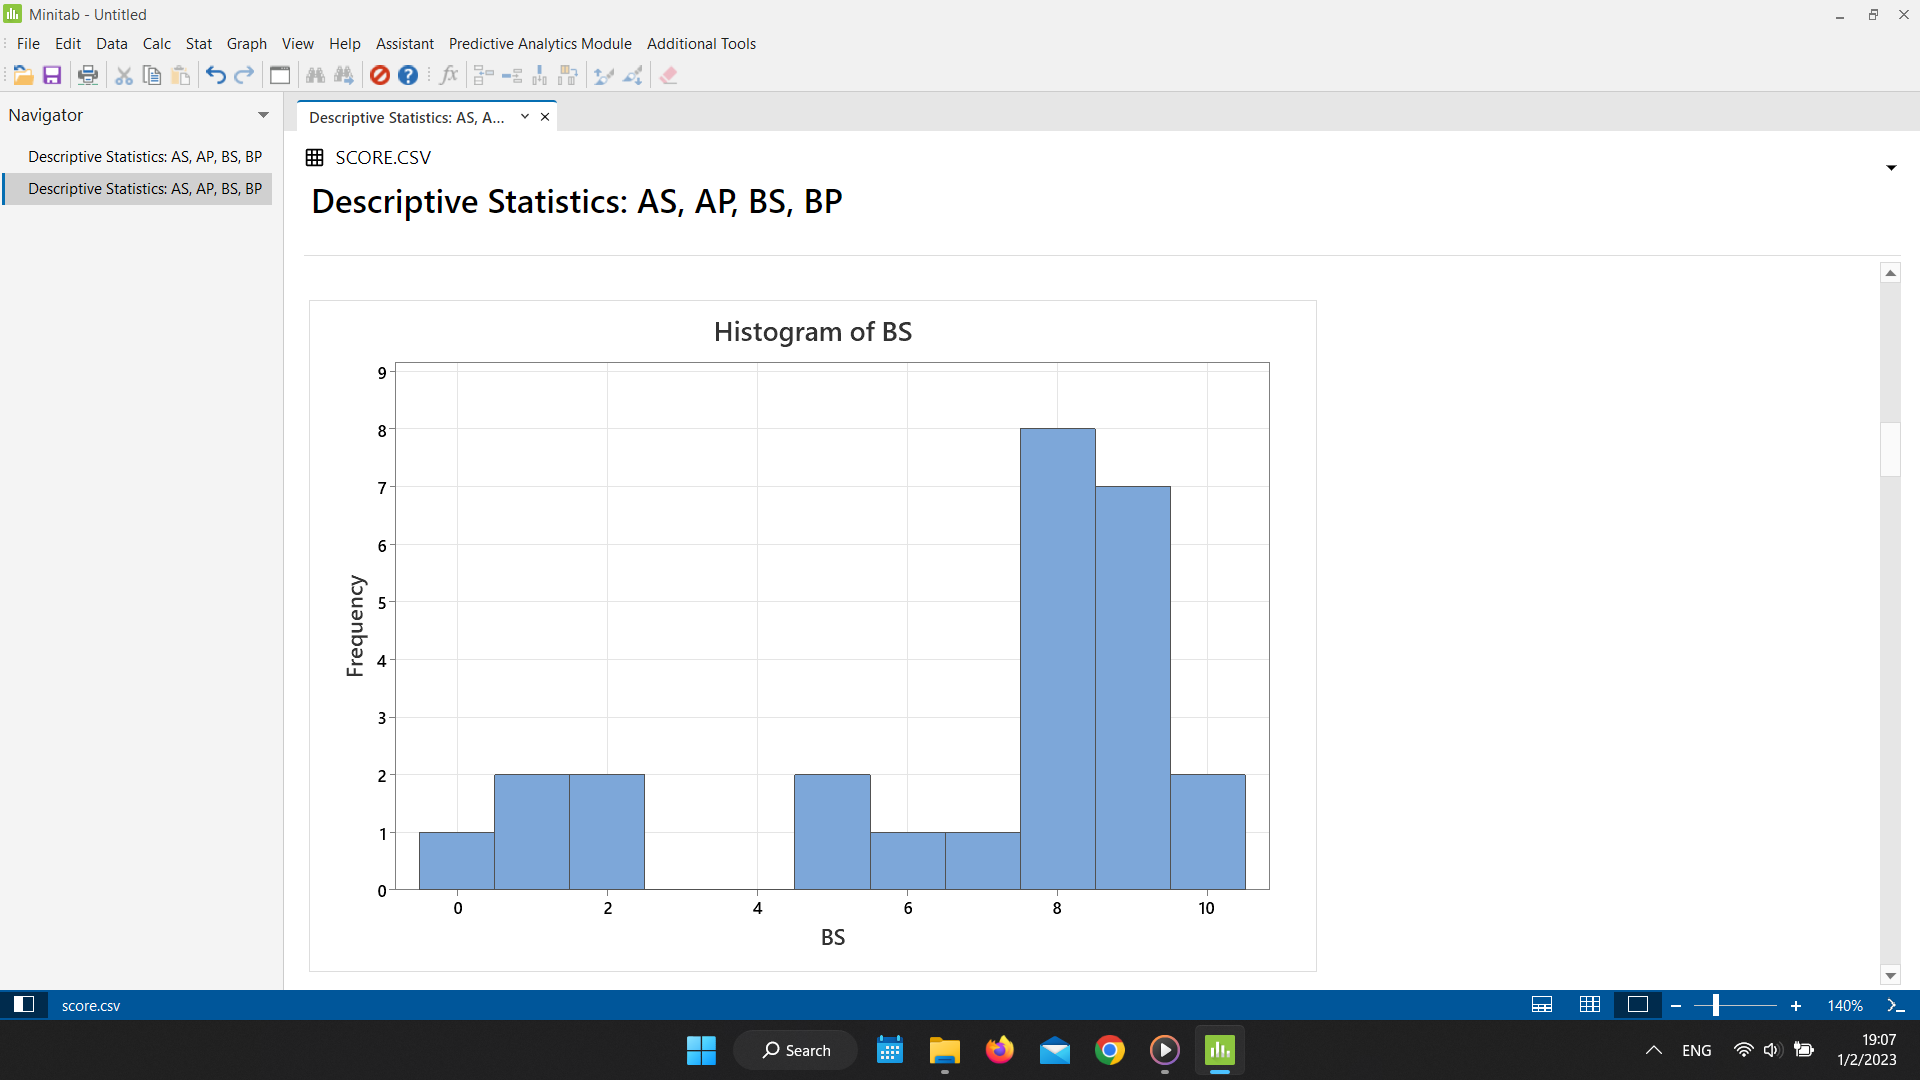 Minitab - Untitled
File Edit Data Calc Stat Graph View Help Assistant Predictive Analytics Module Additional Tools
Navigator
Descriptive Statistics: AS, AP, BS, BP
Descriptive Statistics: AS, AP, BS, BP
Descriptive Statistics: AS, A...
SCORE.CSV
Descriptive Statistics: AS, AP, BS, BP
Histogram of BS
9
8
7
6
5
4
3
2
1
0
Frequency
0 2 4 6 8 10
BS
score.csv
140%
Search
ENG
19:07
1/2/2023